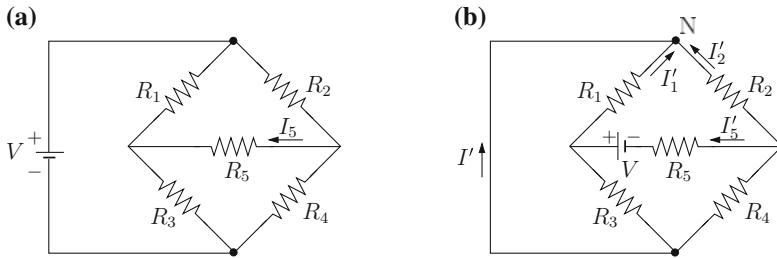 (a)
R₁
R₂
V
+
−
I₅
R₅
R₃
R₄
(b)
N
I′₁
I′₂
R₁
R₂
I′
+
−
V
I′₅
R₅
R₃
R₄